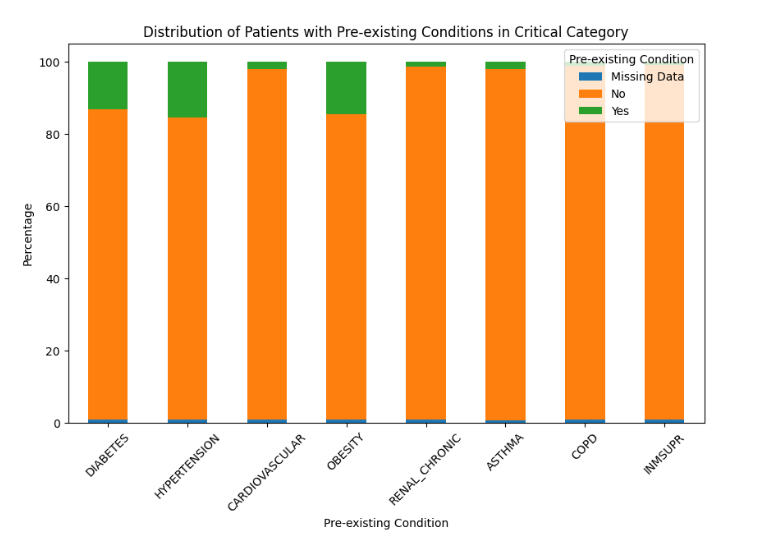 Distribution of Patients with Pre-existing Conditions in Critical Category
Pre-existing Condition
Missing Data
No
Yes
100
80
60
40
20
0
Percentage
DIABETES
HYPERTENSION
CARDIOVASCULAR
OBESITY
RENAL_CHRONIC
ASTHMA
COPD
INMSUPR
Pre-existing Condition